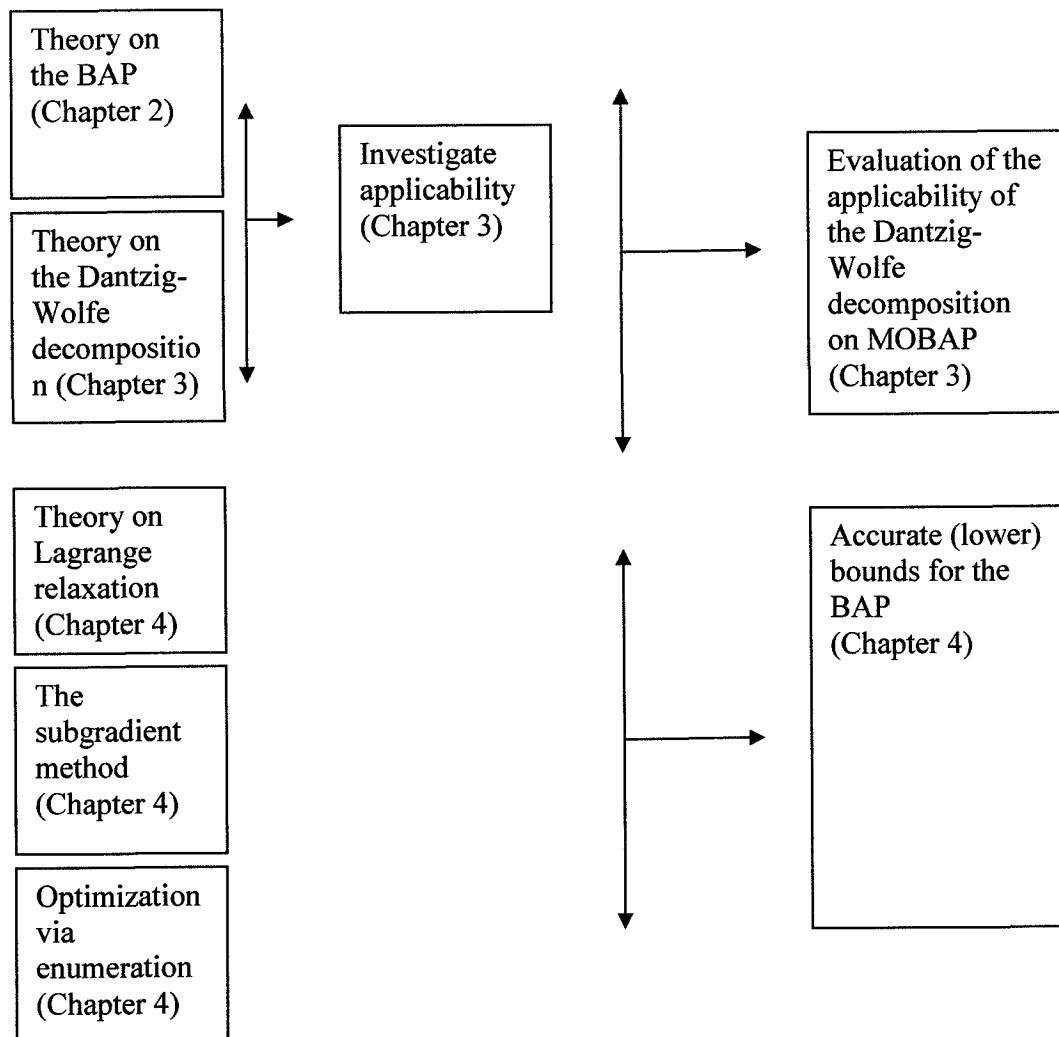 Theory on
the BAP
(Chapter 2)
Theory on
the Dantzig-
Wolfe
decompositio
n (Chapter 3)
Investigate
applicability
(Chapter 3)
Evaluation of the
applicability of
the Dantzig-
Wolfe
decomposition
on MOBAP
(Chapter 3)
Theory on
Lagrange
relaxation
(Chapter 4)
The
subgradient
method
(Chapter 4)
Optimization
via
enumeration
(Chapter 4)
Accurate (lower)
bounds for the
BAP
(Chapter 4)